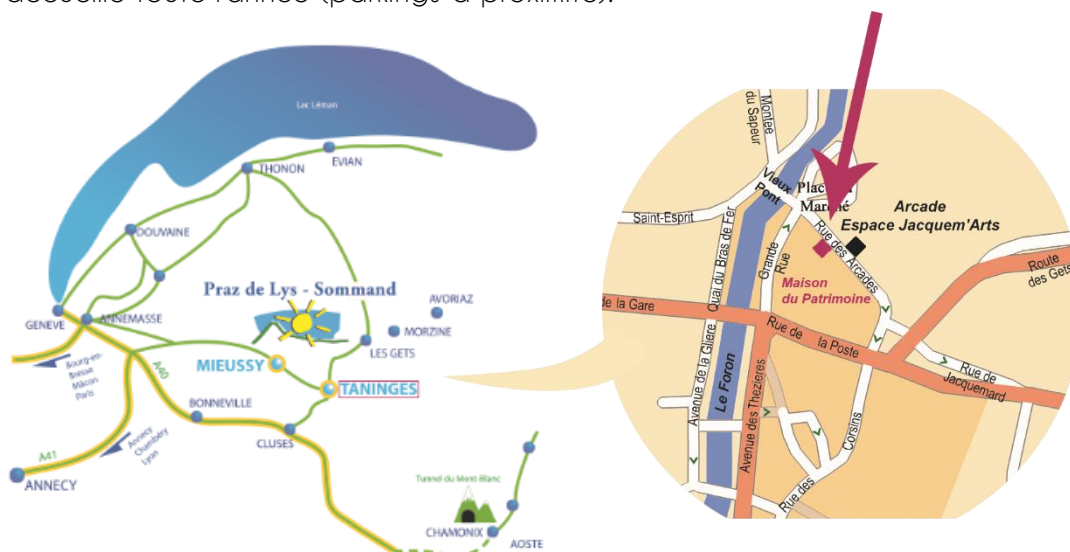 accueille toute l'année (parkings à proximité).
Lac Léman
EVIAN
THONON
DOUVAINE
Praz de Lys - Sommand
AVORIAZ
MORZINE
GENEVE
ANNEMASSE
LES GETS
Bourg-en-
Bresse
Mâcon
Paris
A40
MIEUSSY
TANINGES
BONNEVILLE
CLUSES
Annecy
Chambéry
Lyon
A41
ANNECY
Tunnel du Mont-Blanc
CHAMONIX
AOSTE
Montée
du Sapeur
Vieux
Pont
Place
Marché
Saint-Esprit
Arcade
Espace Jacquem'Arts
Quai du Bras de Fer
Grande
Rue
Rue des Arcades
Maison
du Patrimoine
Route
des Gets
de la Gare
Rue de
la Poste
Rue de
Jacquemard
Avenue de la Gliere
Le Foron
Avenue des Thezieres
Rue des
Corsins